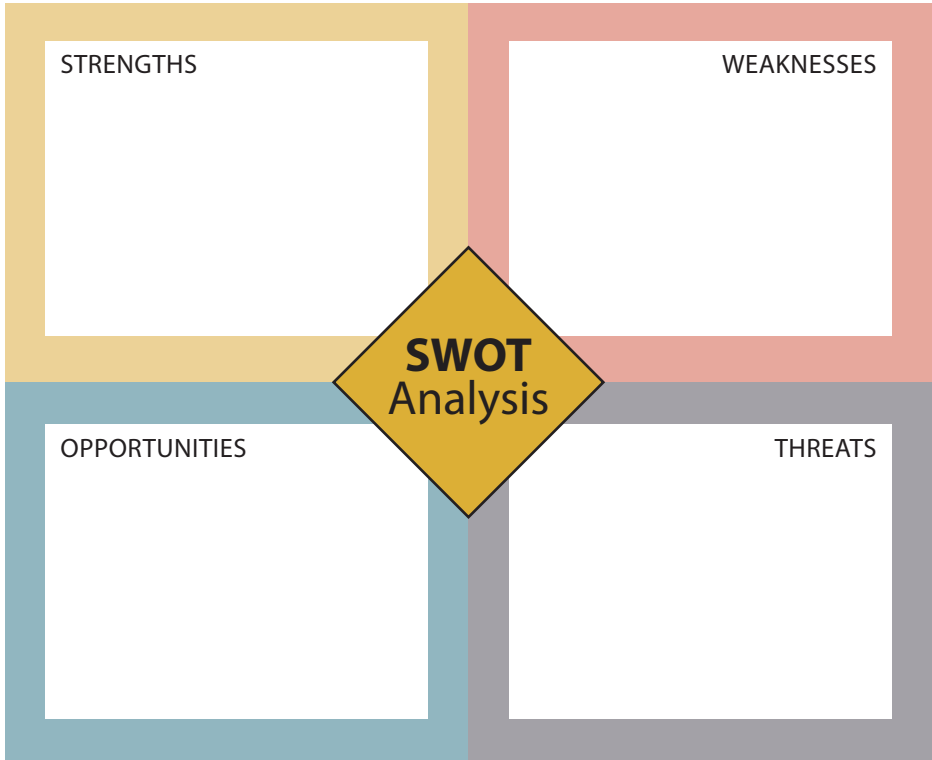 STRENGTHS
WEAKNESSES
SWOT
Analysis
OPPORTUNITIES
THREATS